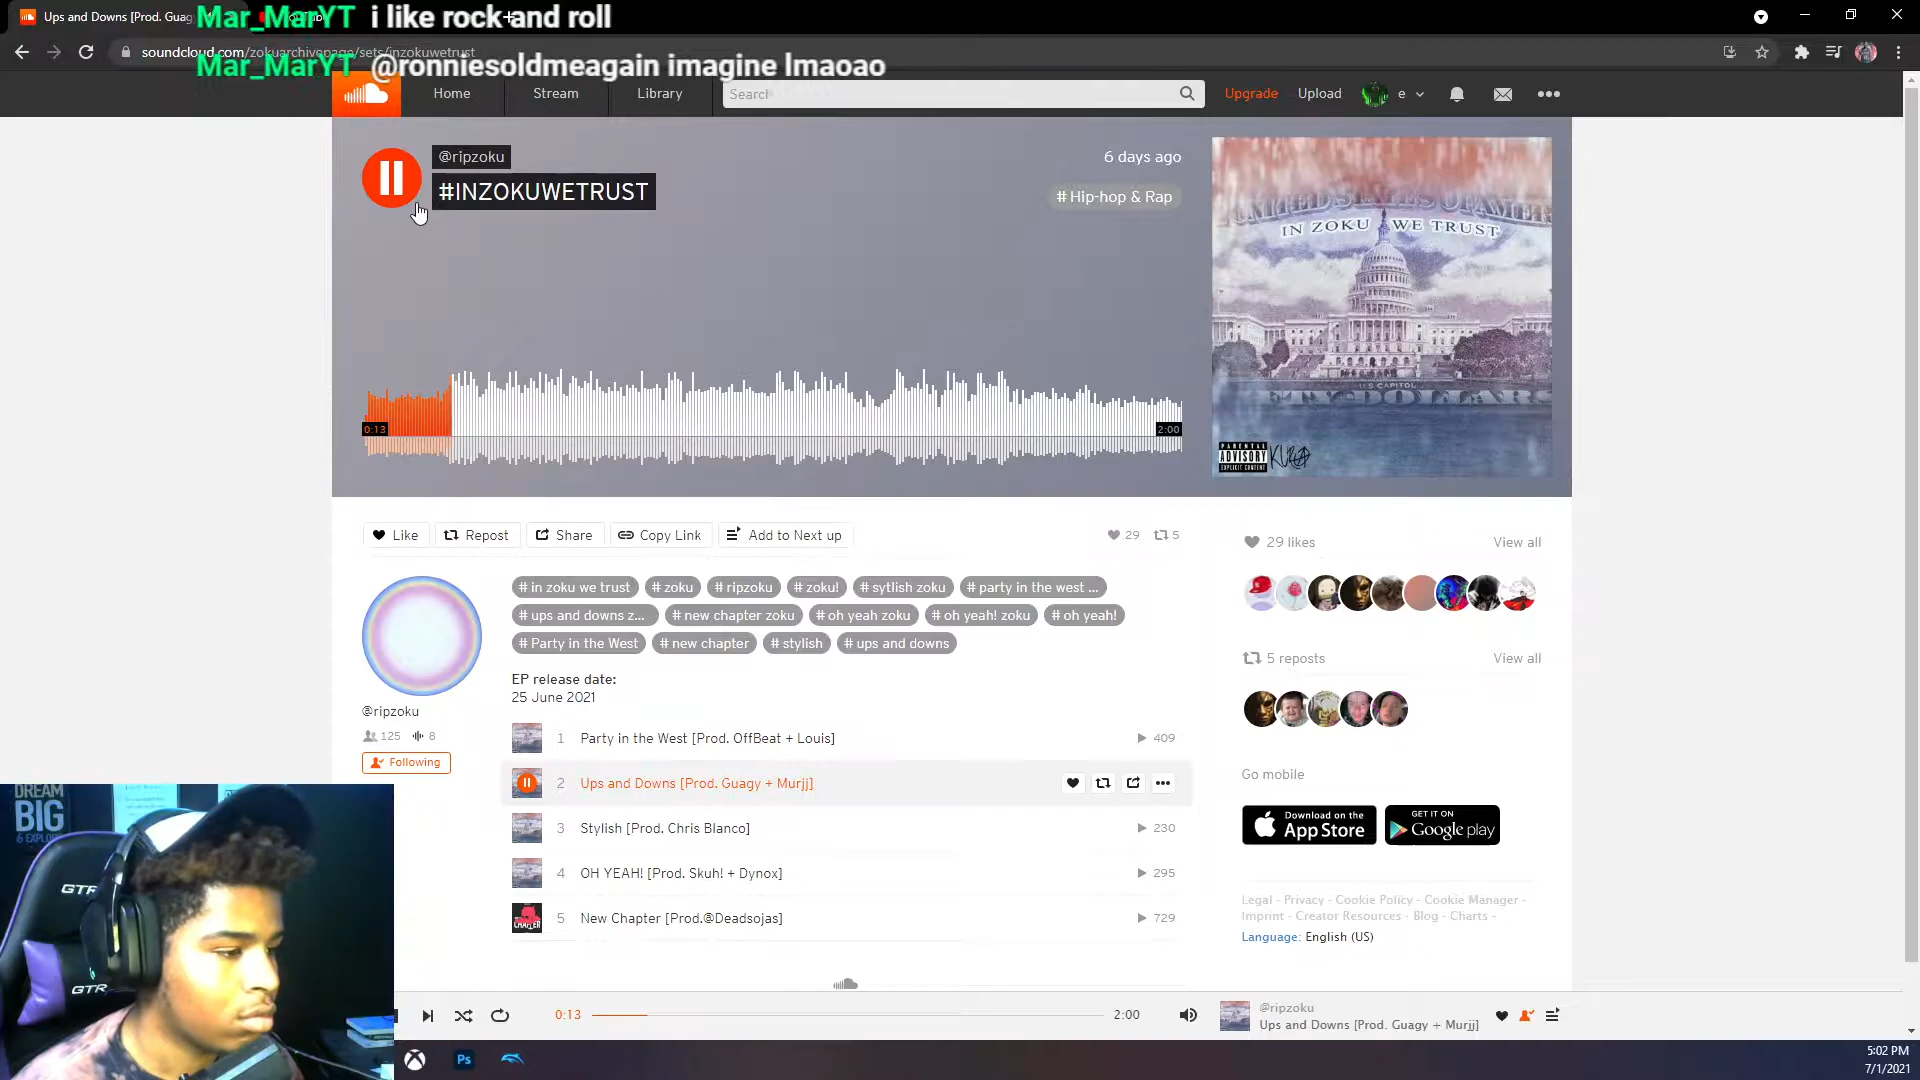 Ups and Downs [Prod. Guag
Mar_MarYT i like rock and roll
soundcloud.com/zokuarchivepage/sets/inzokuwetrust
Mar_MarYT @ronniesoldmeagain imagine lmaoao
Home
Stream
Library
Search
Upgrade
Upload
e
@ripzoku
#INZOKUWETRUST
6 days ago
# Hip-hop & Rap
IN ZOKU WE TRUST
U.S CAPITOL
PARENTAL
ADVISORY
EXPLICIT CONTENT
0:13
2:00
Like
Repost
Share
Copy Link
Add to Next up
29
5
# in zoku we trust # zoku # ripzoku # zoku! # sytlish zoku # party in the west ...
# ups and downs z... # new chapter zoku # oh yeah zoku # oh yeah! zoku # oh yeah!
# Party in the West # new chapter # stylish # ups and downs
EP release date:
25 June 2021
@ripzoku
125 8
Following
1 Party in the West [Prod. OffBeat + Louis] 409
2 Ups and Downs [Prod. Guagy + Murjj]
3 Stylish [Prod. Chris Blanco] 230
4 OH YEAH! [Prod. Skuh! + Dynox] 295
5 New Chapter [Prod.@Deadsojas] 729
29 likes
View all
5 reposts
View all
Go mobile
Download on the
App Store
GET IT ON
Google play
Legal - Privacy - Cookie Policy - Cookie Manager -
Imprint - Creator Resources - Blog - Charts -
Language: English (US)
DREAM
BIG
GTR
GTR
0:13
2:00
@ripzoku
Ups and Downs [Prod. Guagy + Murjj]
Ps
5:02 PM
7/1/2021